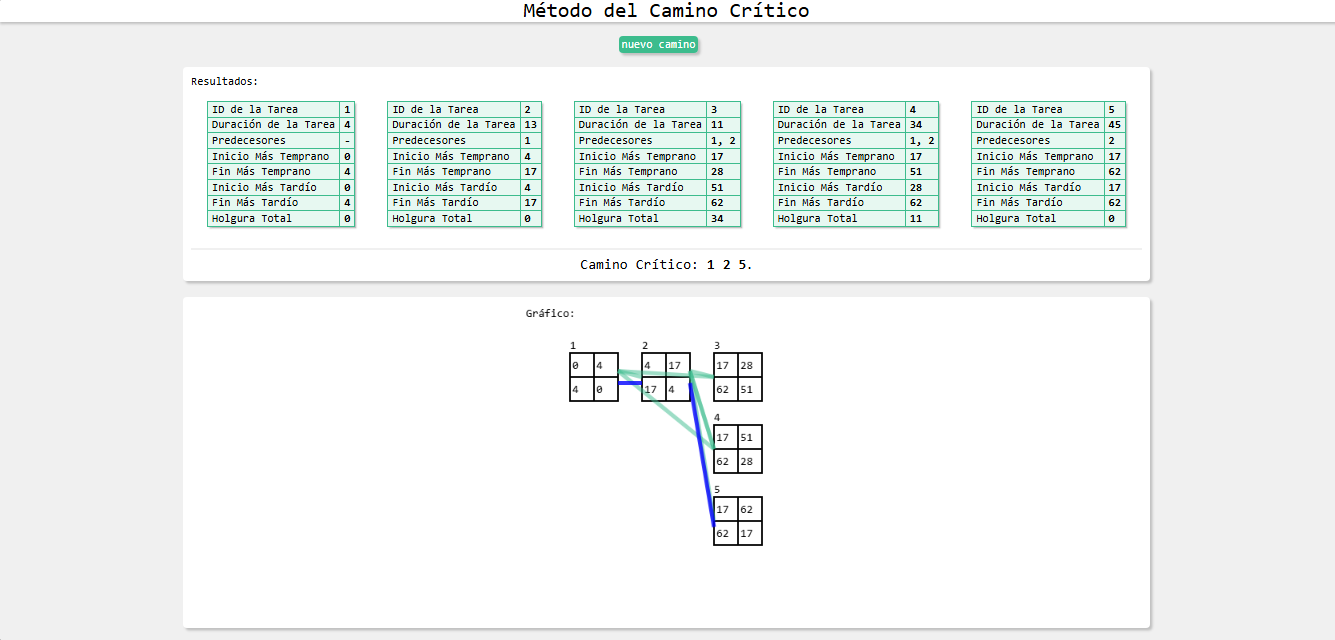 Método del Camino Crítico
nuevo camino
Resultados:
ID de la Tarea 1
Duración de la Tarea 4
Predecesores -
Inicio Más Temprano 0
Fin Más Temprano 4
Inicio Más Tardío 0
Fin Más Tardío 4
Holgura Total 0
ID de la Tarea 2
Duración de la Tarea 13
Predecesores 1
Inicio Más Temprano 4
Fin Más Temprano 17
Inicio Más Tardío 4
Fin Más Tardío 17
Holgura Total 0
ID de la Tarea 3
Duración de la Tarea 11
Predecesores 1, 2
Inicio Más Temprano 17
Fin Más Temprano 28
Inicio Más Tardío 51
Fin Más Tardío 62
Holgura Total 34
ID de la Tarea 4
Duración de la Tarea 34
Predecesores 1, 2
Inicio Más Temprano 17
Fin Más Temprano 51
Inicio Más Tardío 28
Fin Más Tardío 62
Holgura Total 11
ID de la Tarea 5
Duración de la Tarea 45
Predecesores 2
Inicio Más Temprano 17
Fin Más Temprano 62
Inicio Más Tardío 17
Fin Más Tardío 62
Holgura Total 0
Camino Crítico: 1 2 5.
Gráfico:
1
0 4
4 0
2
4 17
17 4
3
17 28
62 51
4
17 51
62 28
5
17 62
62 17